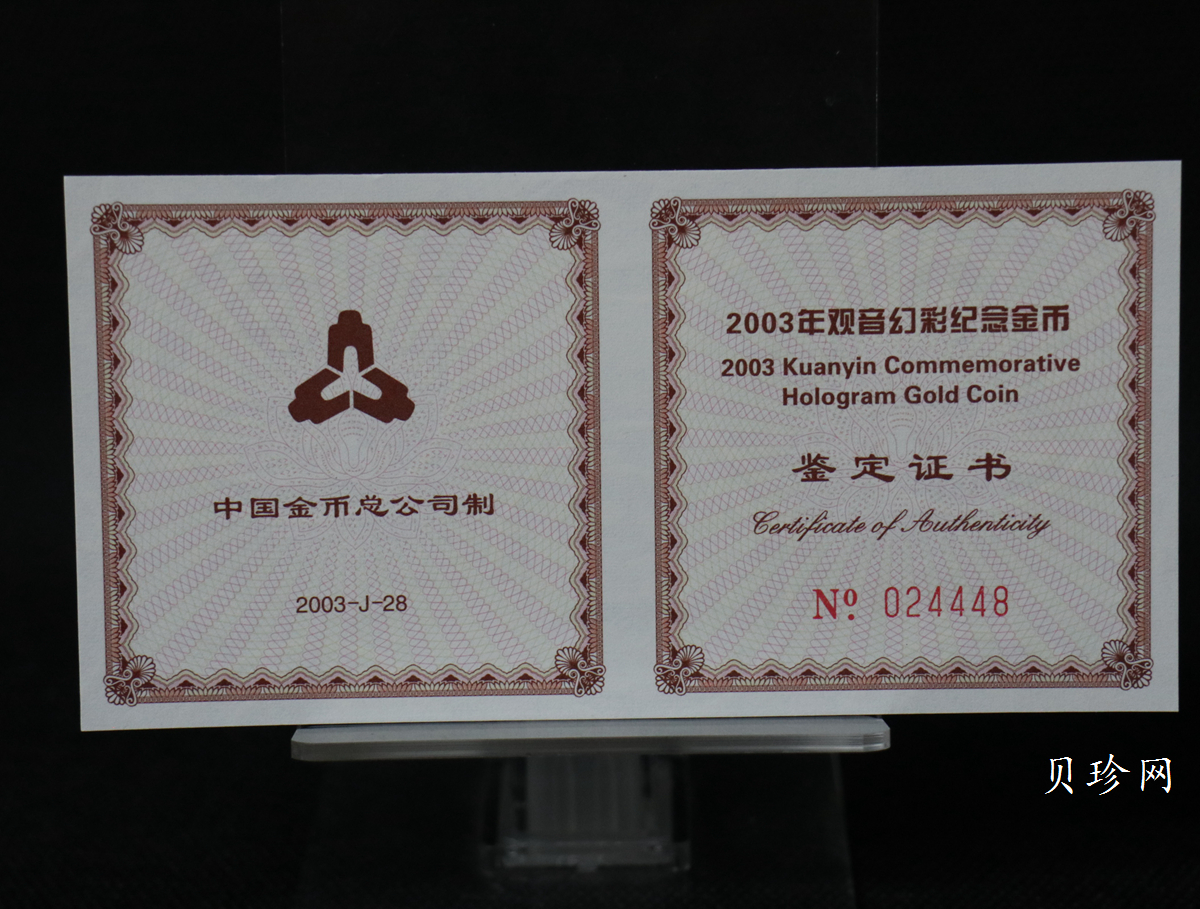 中国金币总公司制
2003-J-28
2003年观音幻彩纪念金币
2003 Kuanyin Commemorative
Hologram Gold Coin
鉴定证书
Certificate of Authenticity
Nº 024448
贝珍网